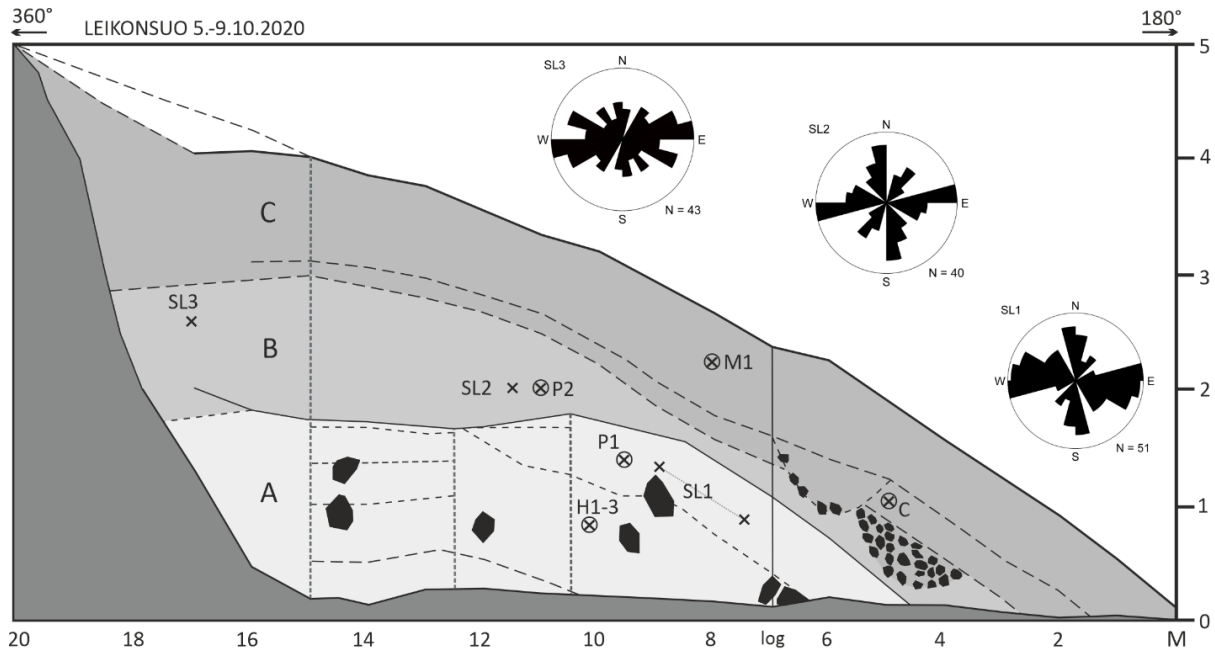 360°
180°
LEIKONSUO 5.-9.10.2020
5
SL3
N
W
E
S
N = 43
SL2
N
W
E
S
N = 40
4
C
3
SL3
SL1
N
W
E
S
N = 51
B
M1
SL2
P2
2
P1
A
SL1
H1-3
C
1
0
20
18
16
14
12
10
8
log
6
4
2
M